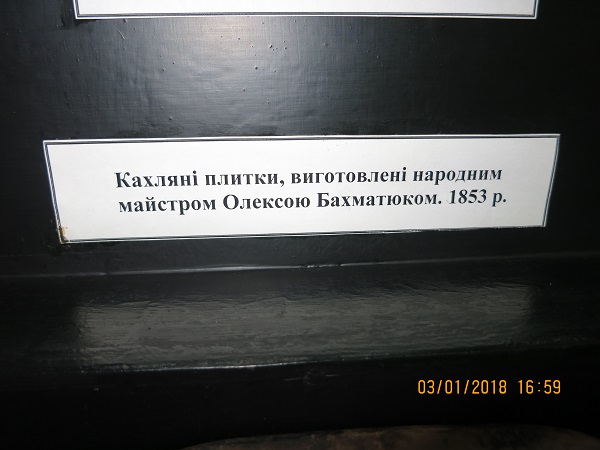 Кахляні плитки, виготовлені народним
майстром Олексою Бахматюком. 1853 р.
03/01/2018 16:59